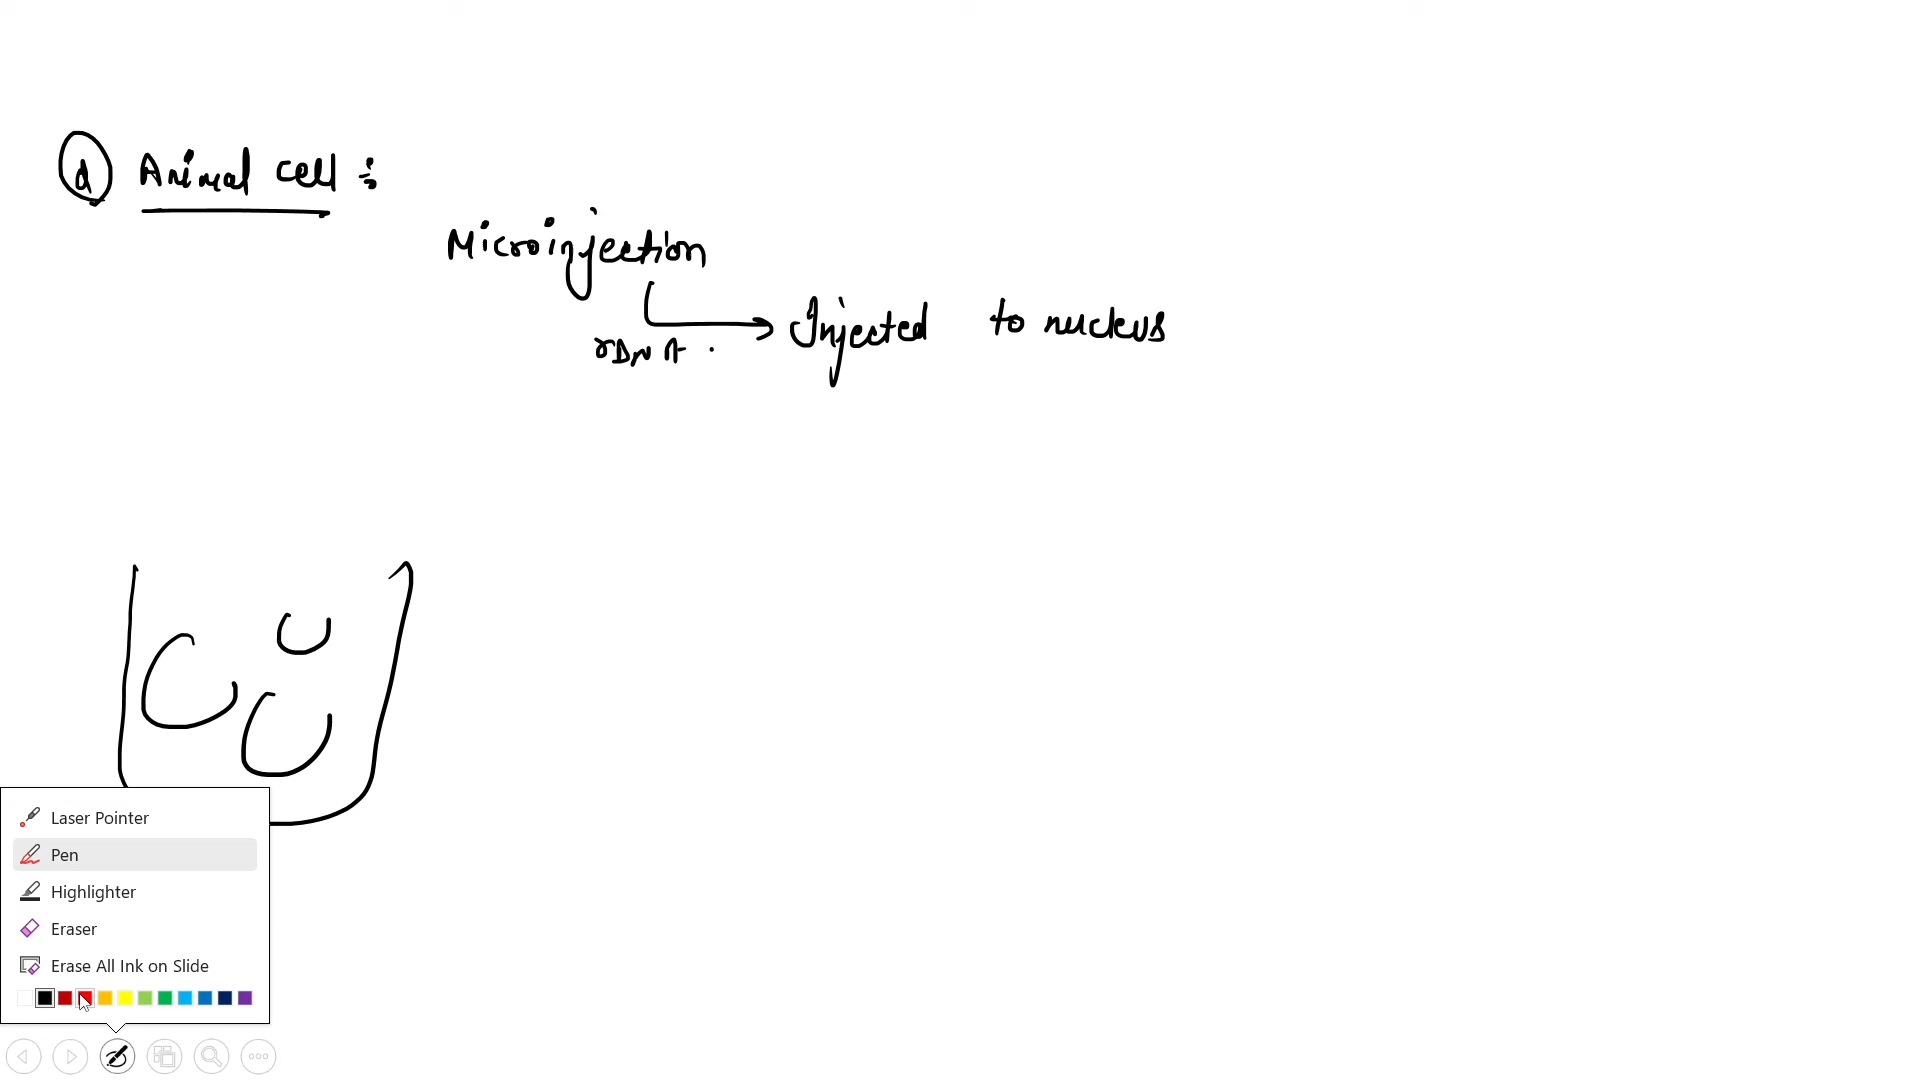 d Animal cell :
Microinjection
Injected to nucleus
rDNA
Laser Pointer
Pen
Highlighter
Eraser
Erase All Ink on Slide